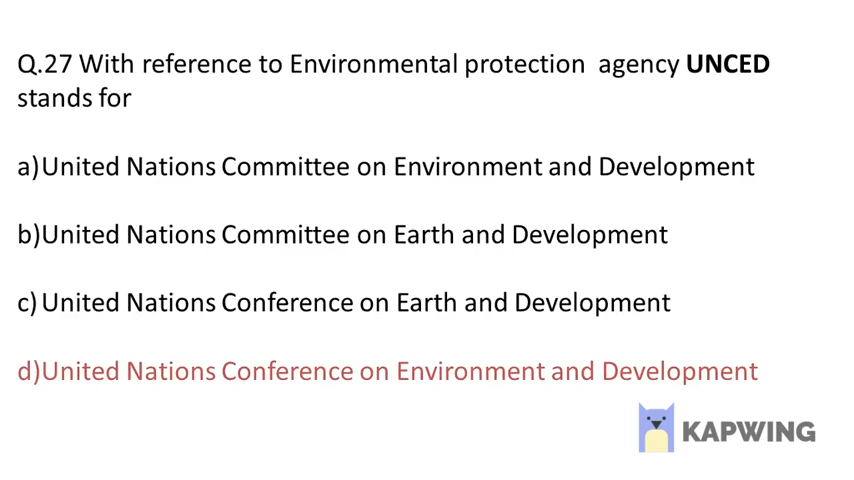 Q.27 With reference to Environmental protection agency UNCED
stands for
a)United Nations Committee on Environment and Development
b)United Nations Committee on Earth and Development
c) United Nations Conference on Earth and Development
d)United Nations Conference on Environment and Development
KAPWING